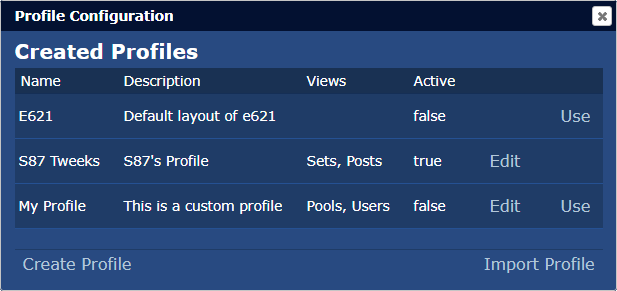 Profile Configuration
Created Profiles
Name Description Views Active
E621 Default layout of e621 false Use
S87 Tweeks S87's Profile Sets, Posts true Edit
My Profile This is a custom profile Pools, Users false Edit Use
Create Profile Import Profile